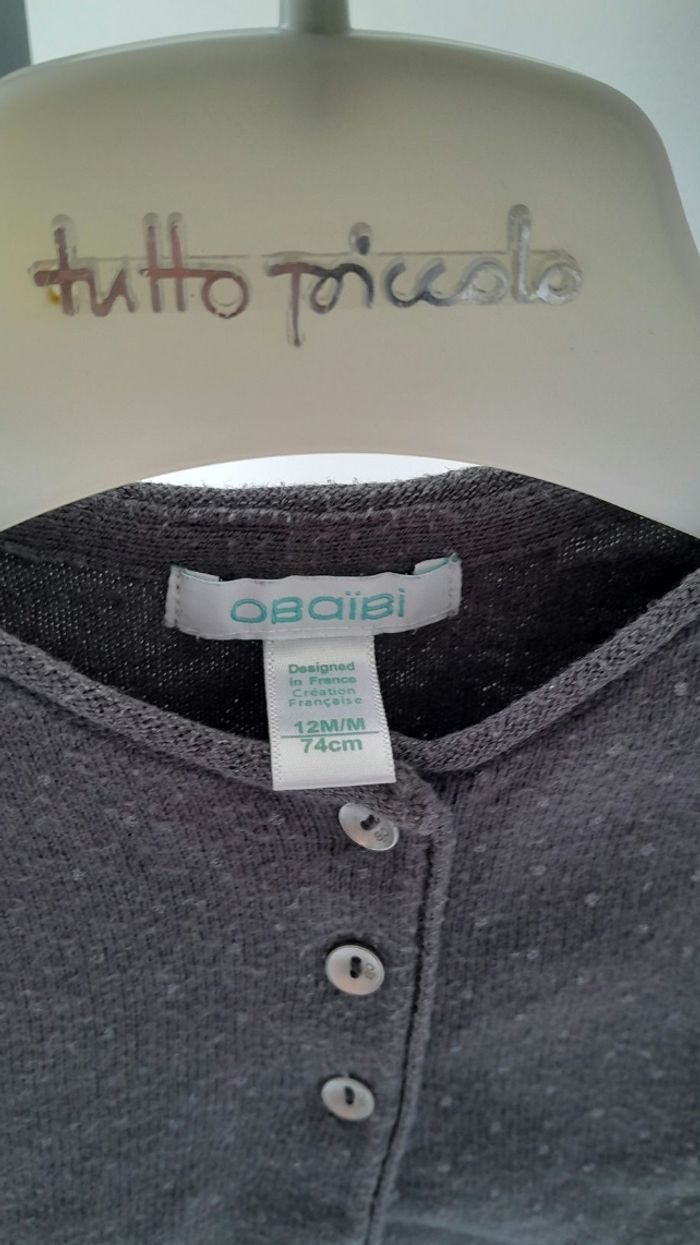 tutto piccolo
OBaïBi
Designed
in France
Création
Française
12M/M
74cm